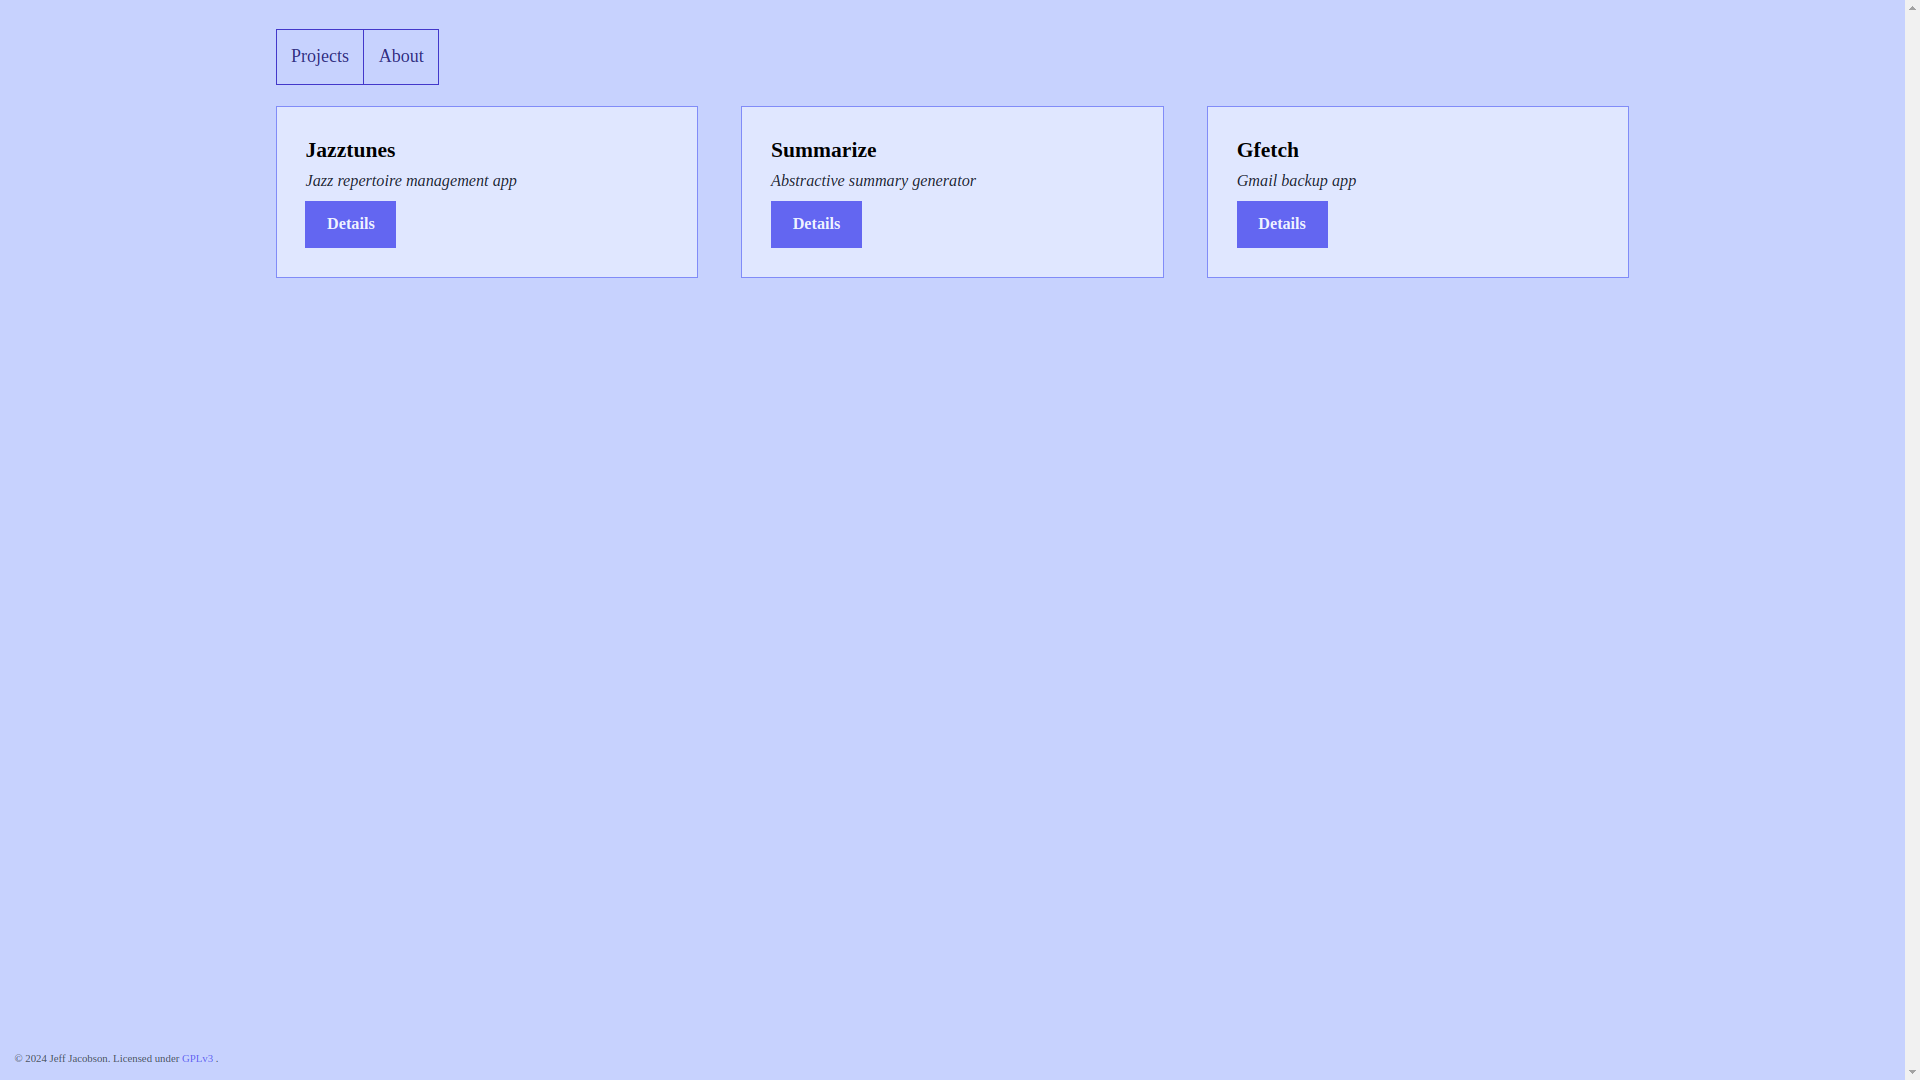 Projects About
Jazztunes
Jazz repertoire management app
Details
Summarize
Abstractive summary generator
Details
Gfetch
Gmail backup app
Details
© 2024 Jeff Jacobson. Licensed under GPLv3 .